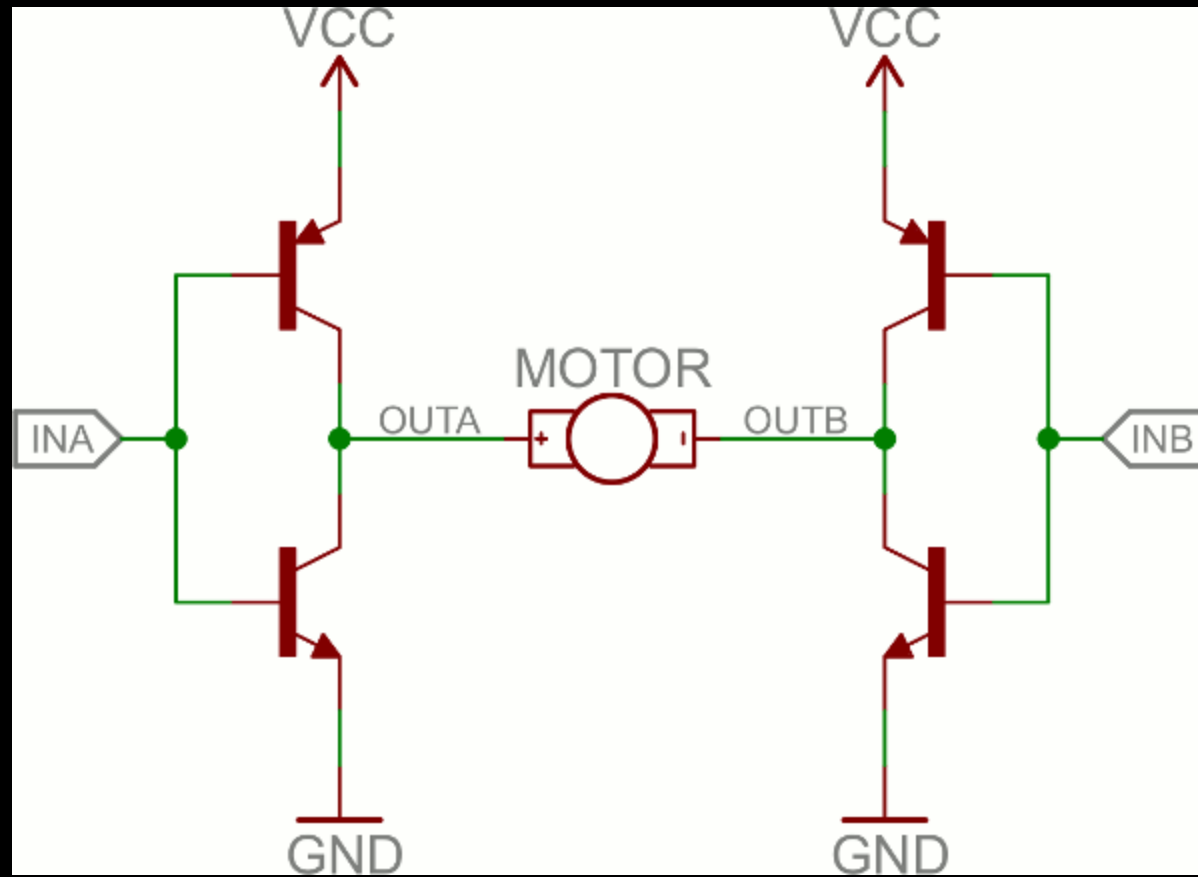 VCC
VCC
MOTOR
OUTA
OUTB
INA
+
-
INB
GND
GND